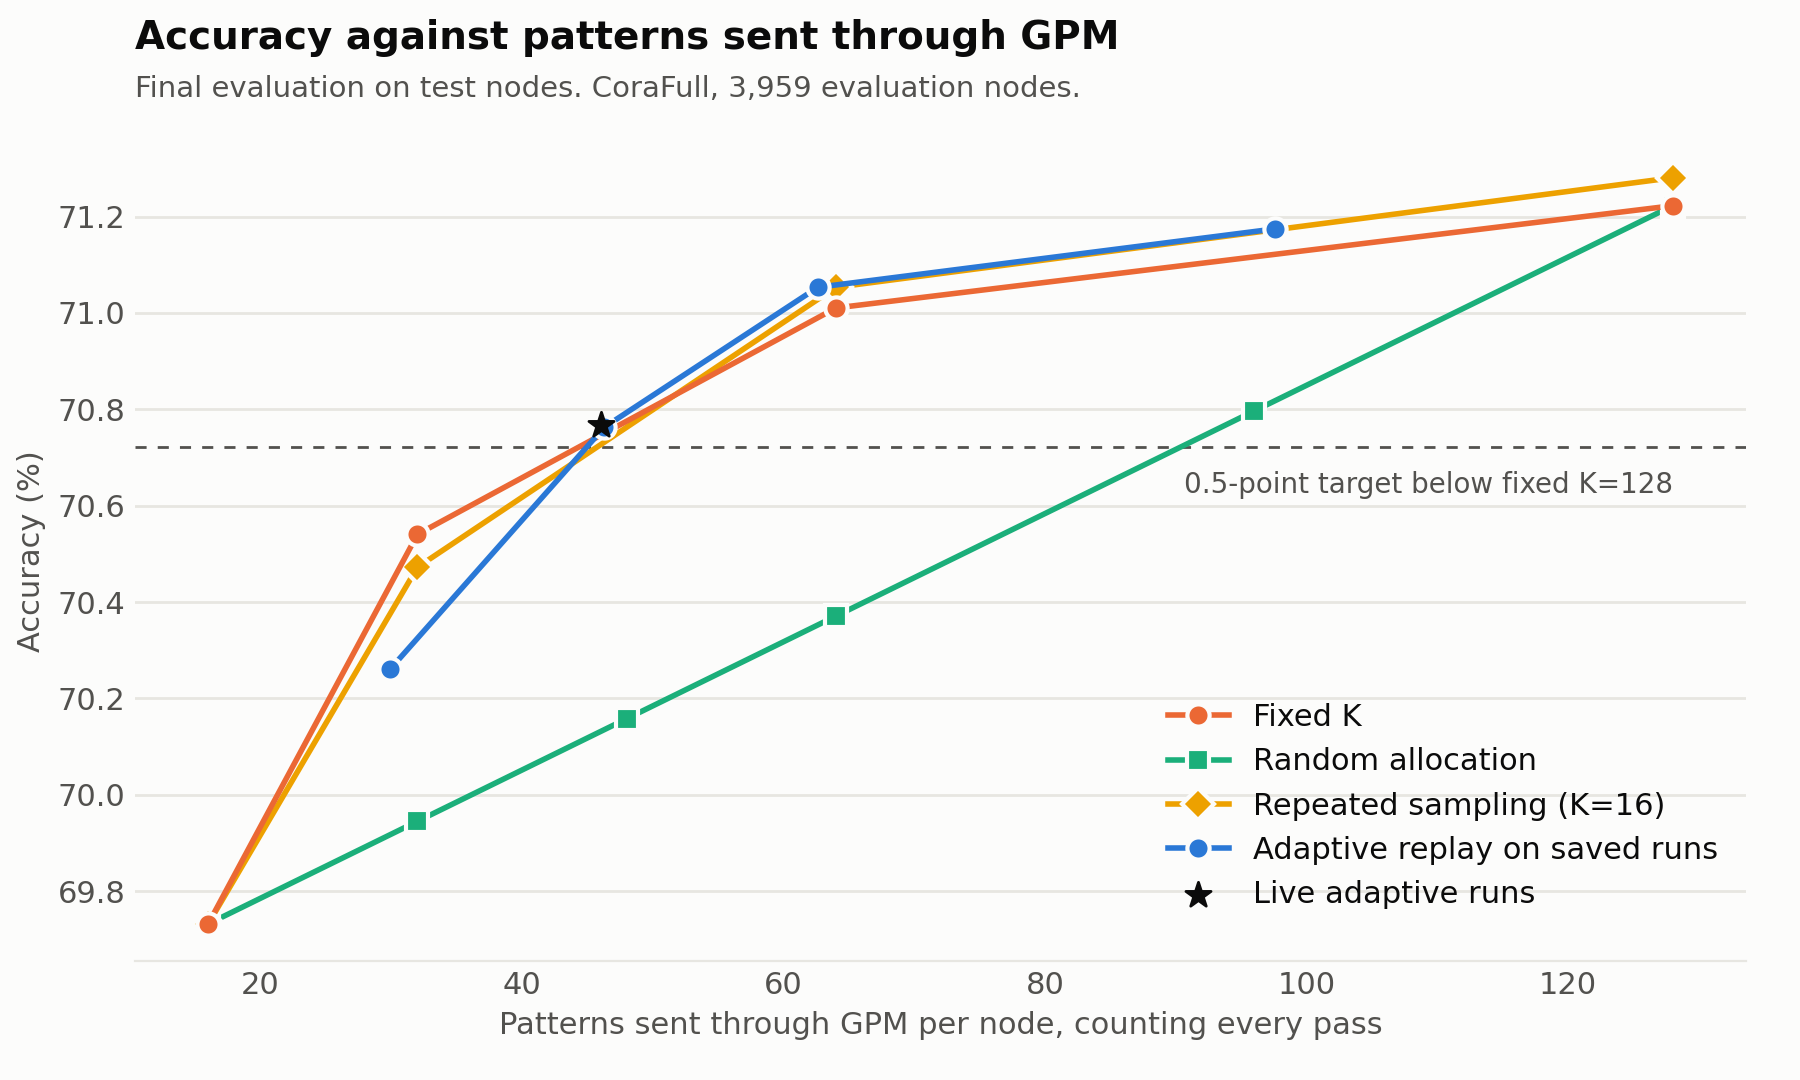 Accuracy against patterns sent through GPM
Final evaluation on test nodes. CoraFull, 3,959 evaluation nodes.
Accuracy (%)
71.2
71.0
70.8
70.6
70.4
70.2
70.0
69.8
0.5-point target below fixed K=128
Fixed K
Random allocation
Repeated sampling (K=16)
Adaptive replay on saved runs
Live adaptive runs
20 40 60 80 100 120
Patterns sent through GPM per node, counting every pass